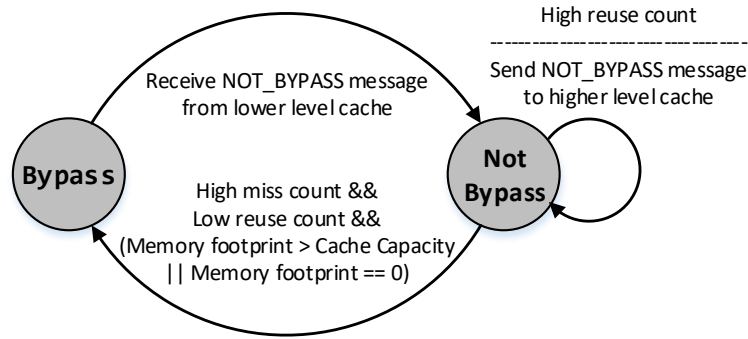 High reuse count
--------------------------------------
Send NOT_BYPASS message
to higher level cache
Receive NOT_BYPASS message
from lower level cache
Bypass
Not
Bypass
High miss count &&
Low reuse count &&
(Memory footprint > Cache Capacity
|| Memory footprint == 0)